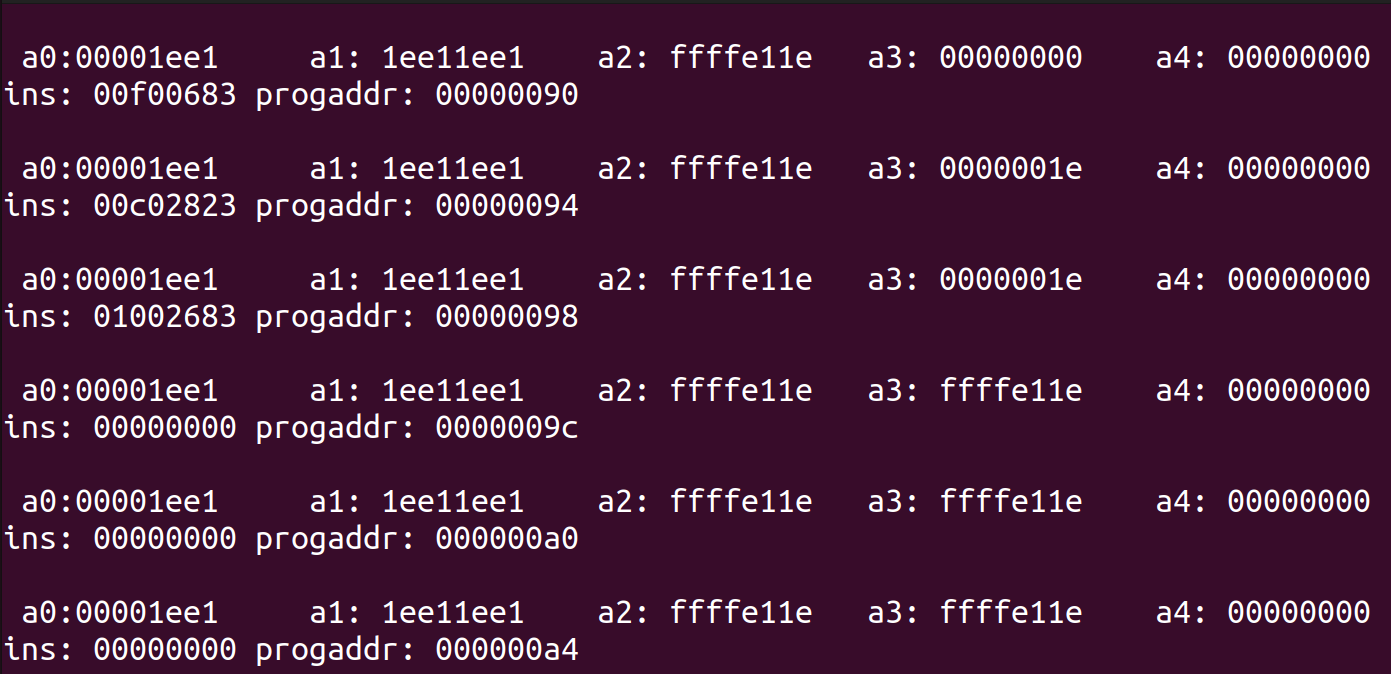 a0:00001ee1 a1: 1ee11ee1 a2: ffffe11e a3: 00000000 a4: 00000000
ins: 00f00683 progaddr: 00000090
a0:00001ee1 a1: 1ee11ee1 a2: ffffe11e a3: 0000001e a4: 00000000
ins: 00c02823 progaddr: 00000094
a0:00001ee1 a1: 1ee11ee1 a2: ffffe11e a3: 0000001e a4: 00000000
ins: 01002683 progaddr: 00000098
a0:00001ee1 a1: 1ee11ee1 a2: ffffe11e a3: ffffe11e a4: 00000000
ins: 00000000 progaddr: 0000009c
a0:00001ee1 a1: 1ee11ee1 a2: ffffe11e a3: ffffe11e a4: 00000000
ins: 00000000 progaddr: 000000a0
a0:00001ee1 a1: 1ee11ee1 a2: ffffe11e a3: ffffe11e a4: 00000000
ins: 00000000 progaddr: 000000a4